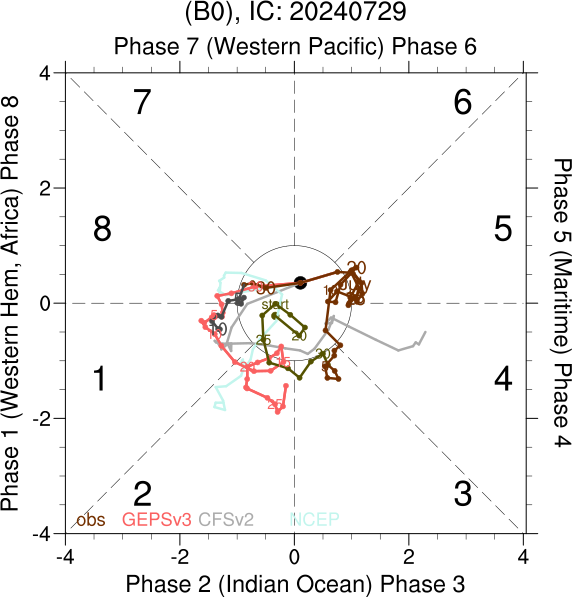 (B0), IC: 20240729
Phase 7 (Western Pacific) Phase 6
Phase 1 (Western Hem, Africa) Phase 8
Phase 5 (Maritime) Phase 4
4
2
0
-2
-4
7
6
8
5
1
4
2
3
30
20
start
25
20
25
obs
GEPSv3
CFSv2
NCEP
-4
-2
0
2
4
Phase 2 (Indian Ocean) Phase 3